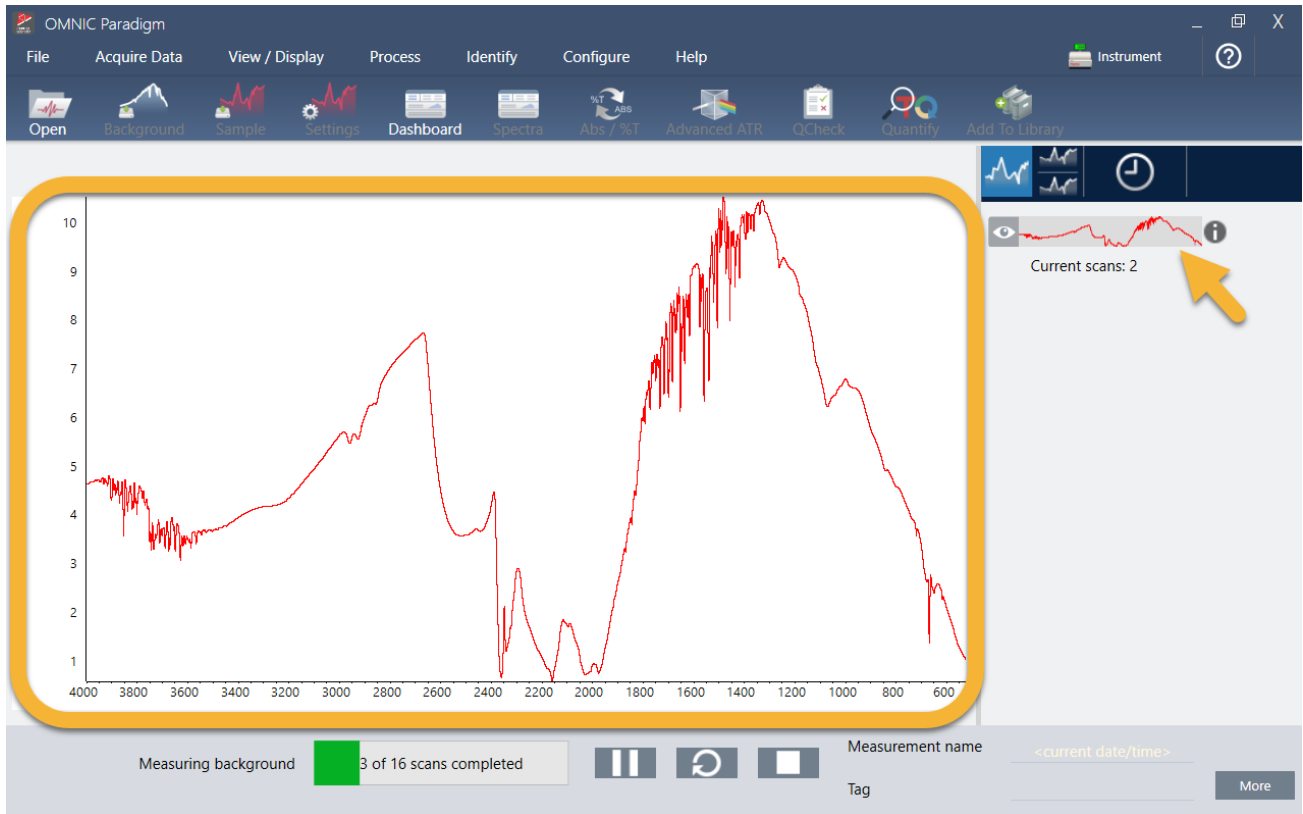 OMNIC Paradigm
File Acquire Data View / Display Process Identify Configure Help Instrument
%T ABS
Open Background Sample Settings Dashboard Spectra Abs / %T Advanced ATR QCheck Quantify Add To Library
10
9
8
7
6
5
4
3
2
1
4000 3800 3600 3400 3200 3000 2800 2600 2400 2200 2000 1800 1600 1400 1200 1000 800 600
Current scans: 2
Measuring background 3 of 16 scans completed
Measurement name <current date/time>
Tag
More